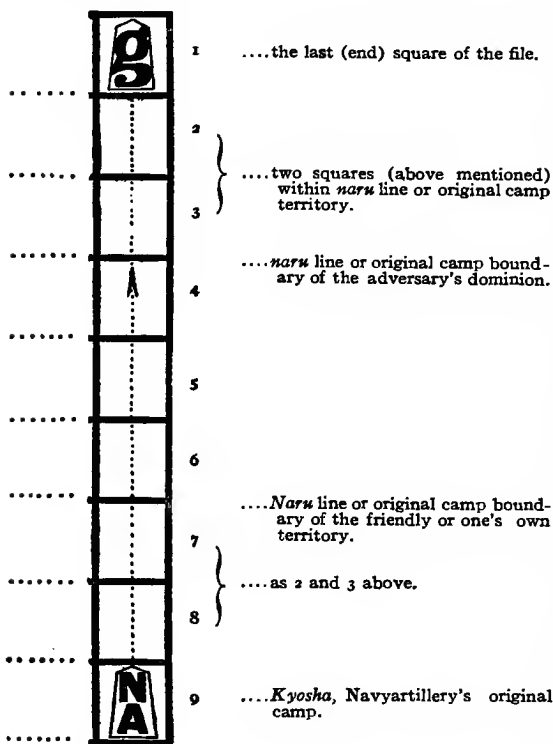 g
1 ....the last (end) square of the file.
2
....two squares (above mentioned)
within naru line or original camp
territory.
3
....naru line or original camp bound-
ary of the adversary's dominion.
4
5
6
....Naru line or original camp bound-
ary of the friendly or one's own
territory.
7
....as 2 and 3 above.
8
N
A
9 ....Kyosha, Navyartillery's original
camp.